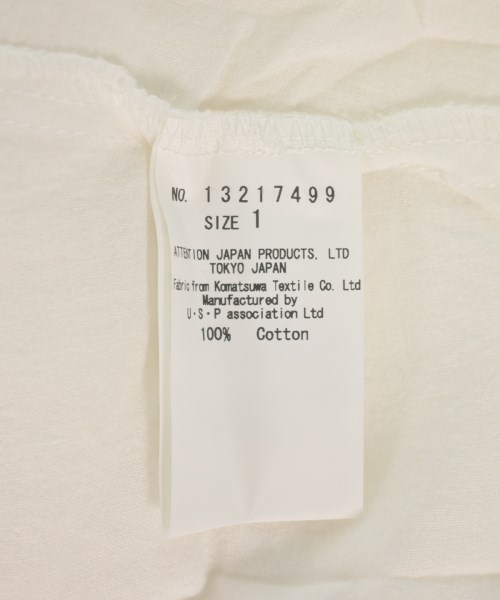 NO. 13217499
SIZE 1
ATTENTION JAPAN PRODUCTS. LTD
TOKYO JAPAN
Fabric from Komatsuwa Textile Co. Ltd
Manufactured by
U・S・P association Ltd
100% Cotton